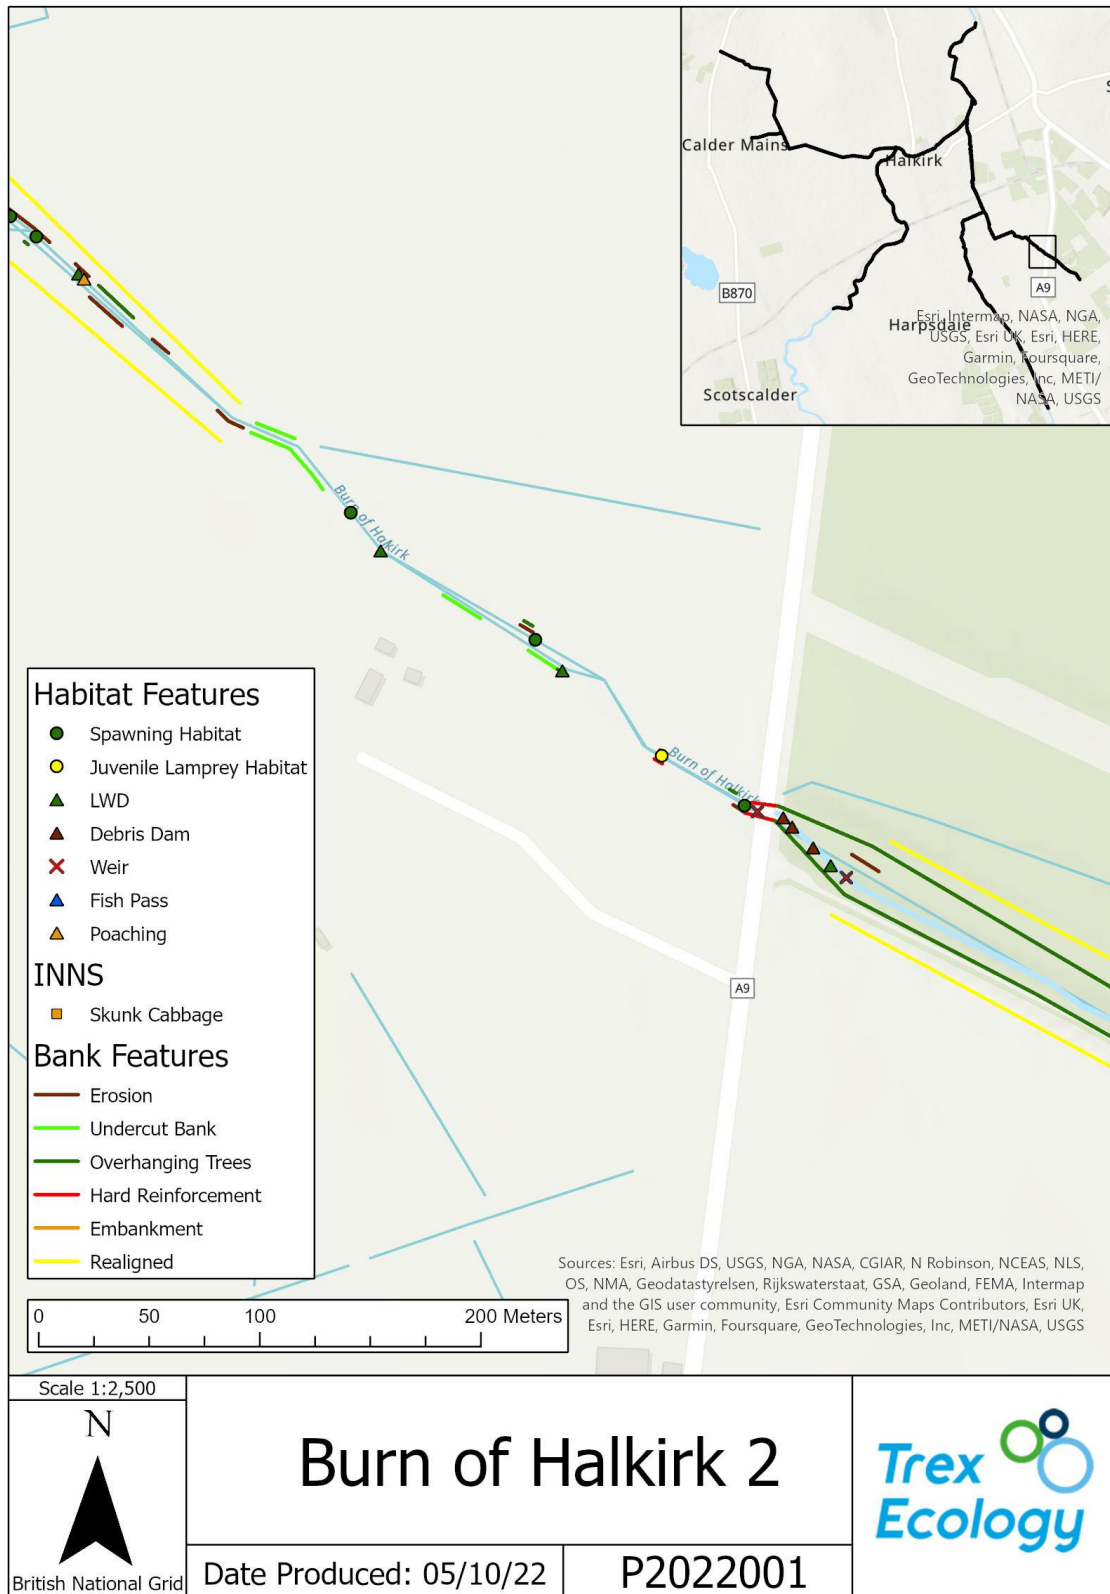 Calder Mains
Halkirk
S
B870
A9
Harpsdale
Scotscalder
Esri, Intermap, NASA, NGA,
USGS, Esri UK, Esri, HERE,
Garmin, Foursquare,
GeoTechnologies, Inc, METI/
NASA, USGS
Burn of Halkirk
Burn of Halkirk
A9
Habitat Features
Spawning Habitat
Juvenile Lamprey Habitat
LWD
Debris Dam
Weir
Fish Pass
Poaching
INNS
Skunk Cabbage
Bank Features
Erosion
Undercut Bank
Overhanging Trees
Hard Reinforcement
Embankment
Realigned
Sources: Esri, Airbus DS, USGS, NGA, NASA, CGIAR, N Robinson, NCEAS, NLS,
OS, NMA, Geodatastyrelsen, Rijkswaterstaat, GSA, Geoland, FEMA, Intermap
and the GIS user community, Esri Community Maps Contributors, Esri UK,
Esri, HERE, Garmin, Foursquare, GeoTechnologies, Inc, METI/NASA, USGS
0 50 100 200 Meters
Scale 1:2,500
N
British National Grid
Burn of Halkirk 2
Date Produced: 05/10/22
P2022001
Trex
Ecology